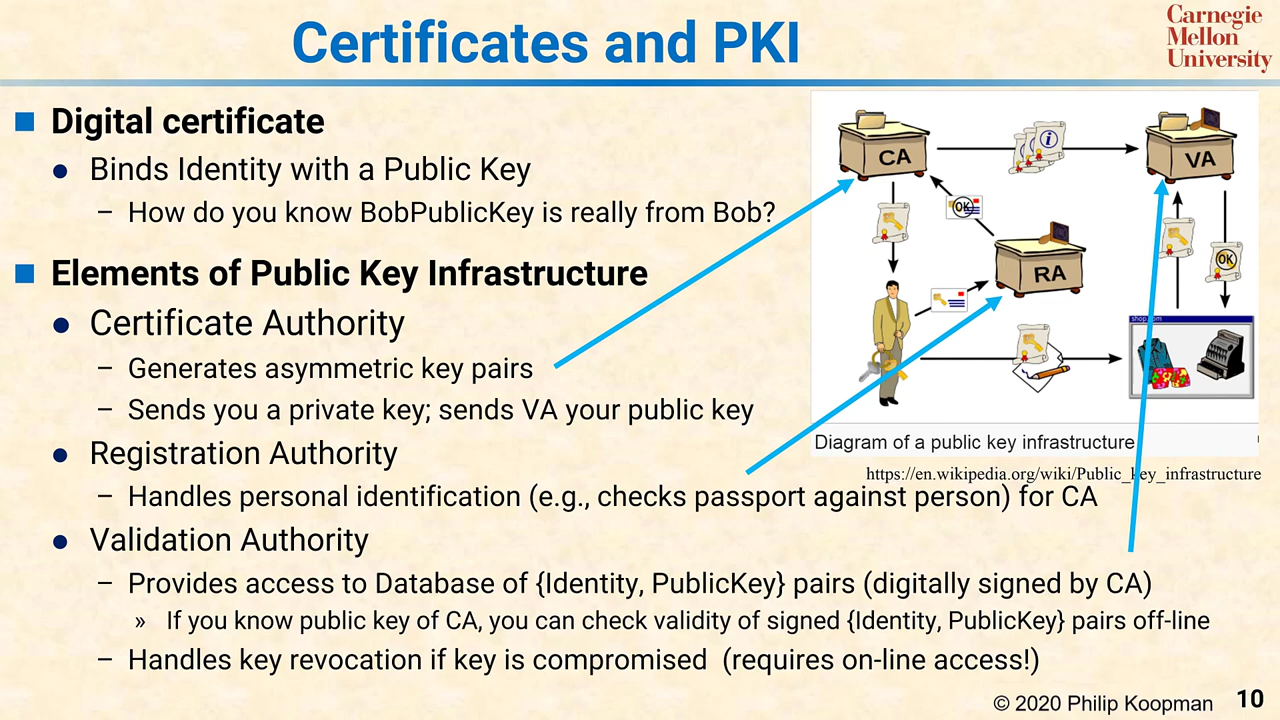 Certificates and PKI
Carnegie
Mellon
University
Digital certificate
Binds Identity with a Public Key
– How do you know BobPublicKey is really from Bob?
Elements of Public Key Infrastructure
Certificate Authority
– Generates asymmetric key pairs
– Sends you a private key; sends VA your public key
Registration Authority
– Handles personal identification (e.g., checks passport against person) for CA
Validation Authority
– Provides access to Database of {Identity, PublicKey} pairs (digitally signed by CA)
» If you know public key of CA, you can check validity of signed {Identity, PublicKey} pairs off-line
– Handles key revocation if key is compromised (requires on-line access!)
CA
i
VA
OK
RA
OK
shop.com
Diagram of a public key infrastructure
https://en.wikipedia.org/wiki/Public_key_infrastructure
© 2020 Philip Koopman
10